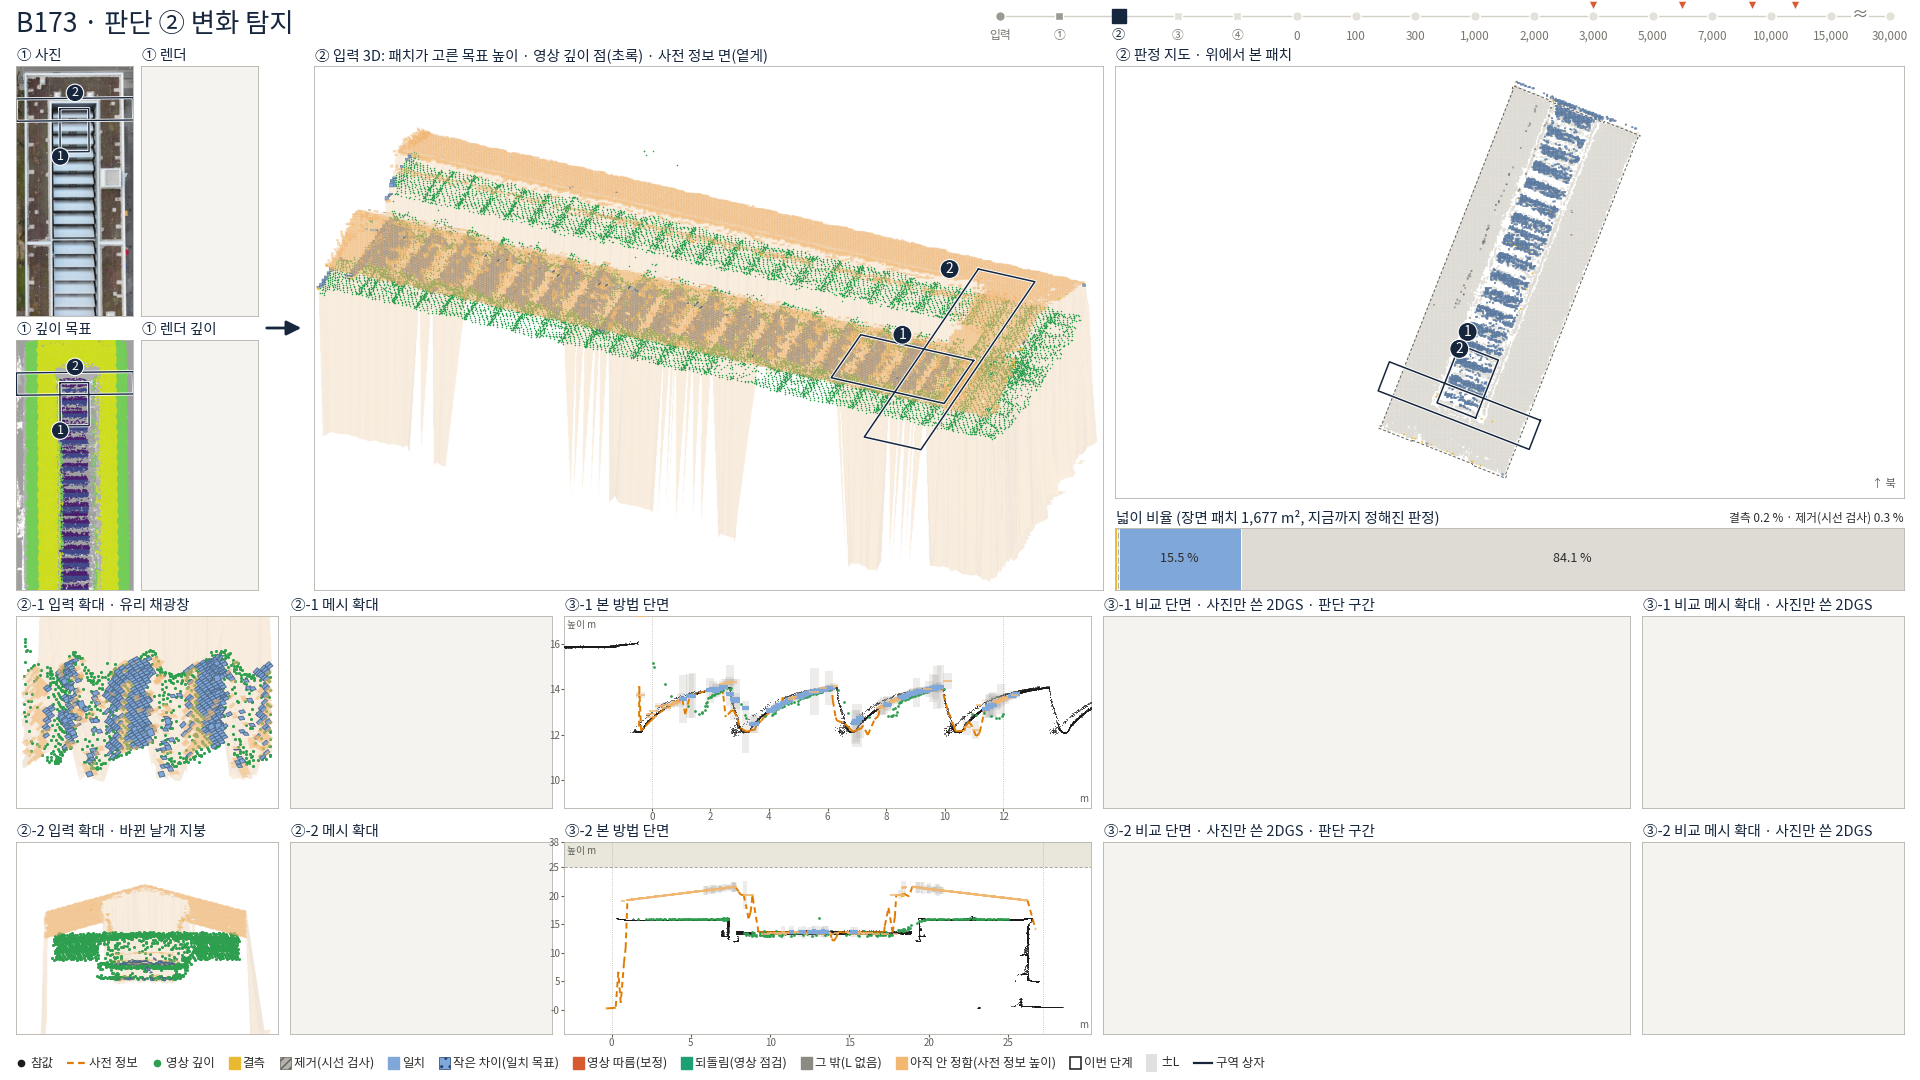 B173 · 판단 ② 변화 탐지
입력 ① ② ③ ④ 0 100 300 1,000 2,000 3,000 5,000 7,000 10,000 15,000 ≈ 30,000
① 사진
① 렌더
② 입력 3D: 패치가 고른 목표 높이 · 영상 깊이 점(초록) · 사전 정보 면(옅게)
② 판정 지도 · 위에서 본 패치
2
1
① 깊이 목표
① 렌더 깊이
2
1
2
1
1
2
↑ 북
넓이 비율 (장면 패치 1,677 m², 지금까지 정해진 판정)
결측 0.2 % · 제거(시선 검사) 0.3 %
15.5 %
84.1 %
②-1 입력 확대 · 유리 채광창
②-1 메시 확대
③-1 본 방법 단면
③-1 비교 단면 · 사진만 쓴 2DGS · 판단 구간
③-1 비교 메시 확대 · 사진만 쓴 2DGS
높이 m
16
14
12
10
m
0 2 4 6 8 10 12
②-2 입력 확대 · 바뀐 날개 지붕
②-2 메시 확대
③-2 본 방법 단면
③-2 비교 단면 · 사진만 쓴 2DGS · 판단 구간
③-2 비교 메시 확대 · 사진만 쓴 2DGS
높이 m
38
25
20
15
10
5
0
m
0 5 10 15 20 25
참값 사전 정보 영상 깊이 결측 제거(시선 검사) 일치 작은 차이(일치 목표) 영상 따름(보정) 되돌림(영상 점검) 그 밖(L 없음) 아직 안 정함(사전 정보 높이) 이번 단계 ±L 구역 상자